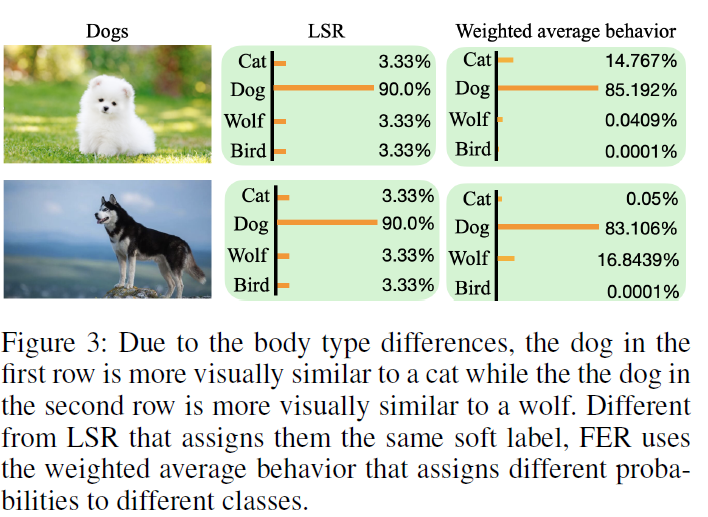 Dogs LSR Weighted average behavior
Cat 3.33% Cat 14.767%
Dog 90.0% Dog 85.192%
Wolf 3.33% Wolf 0.0409%
Bird 3.33% Bird 0.0001%
Cat 3.33% Cat 0.05%
Dog 90.0% Dog 83.106%
Wolf 3.33% Wolf 16.8439%
Bird 3.33% Bird 0.0001%
Figure 3: Due to the body type differences, the dog in the
first row is more visually similar to a cat while the the dog in
the second row is more visually similar to a wolf. Different
from LSR that assigns them the same soft label, FER uses
the weighted average behavior that assigns different proba-
bilities to different classes.